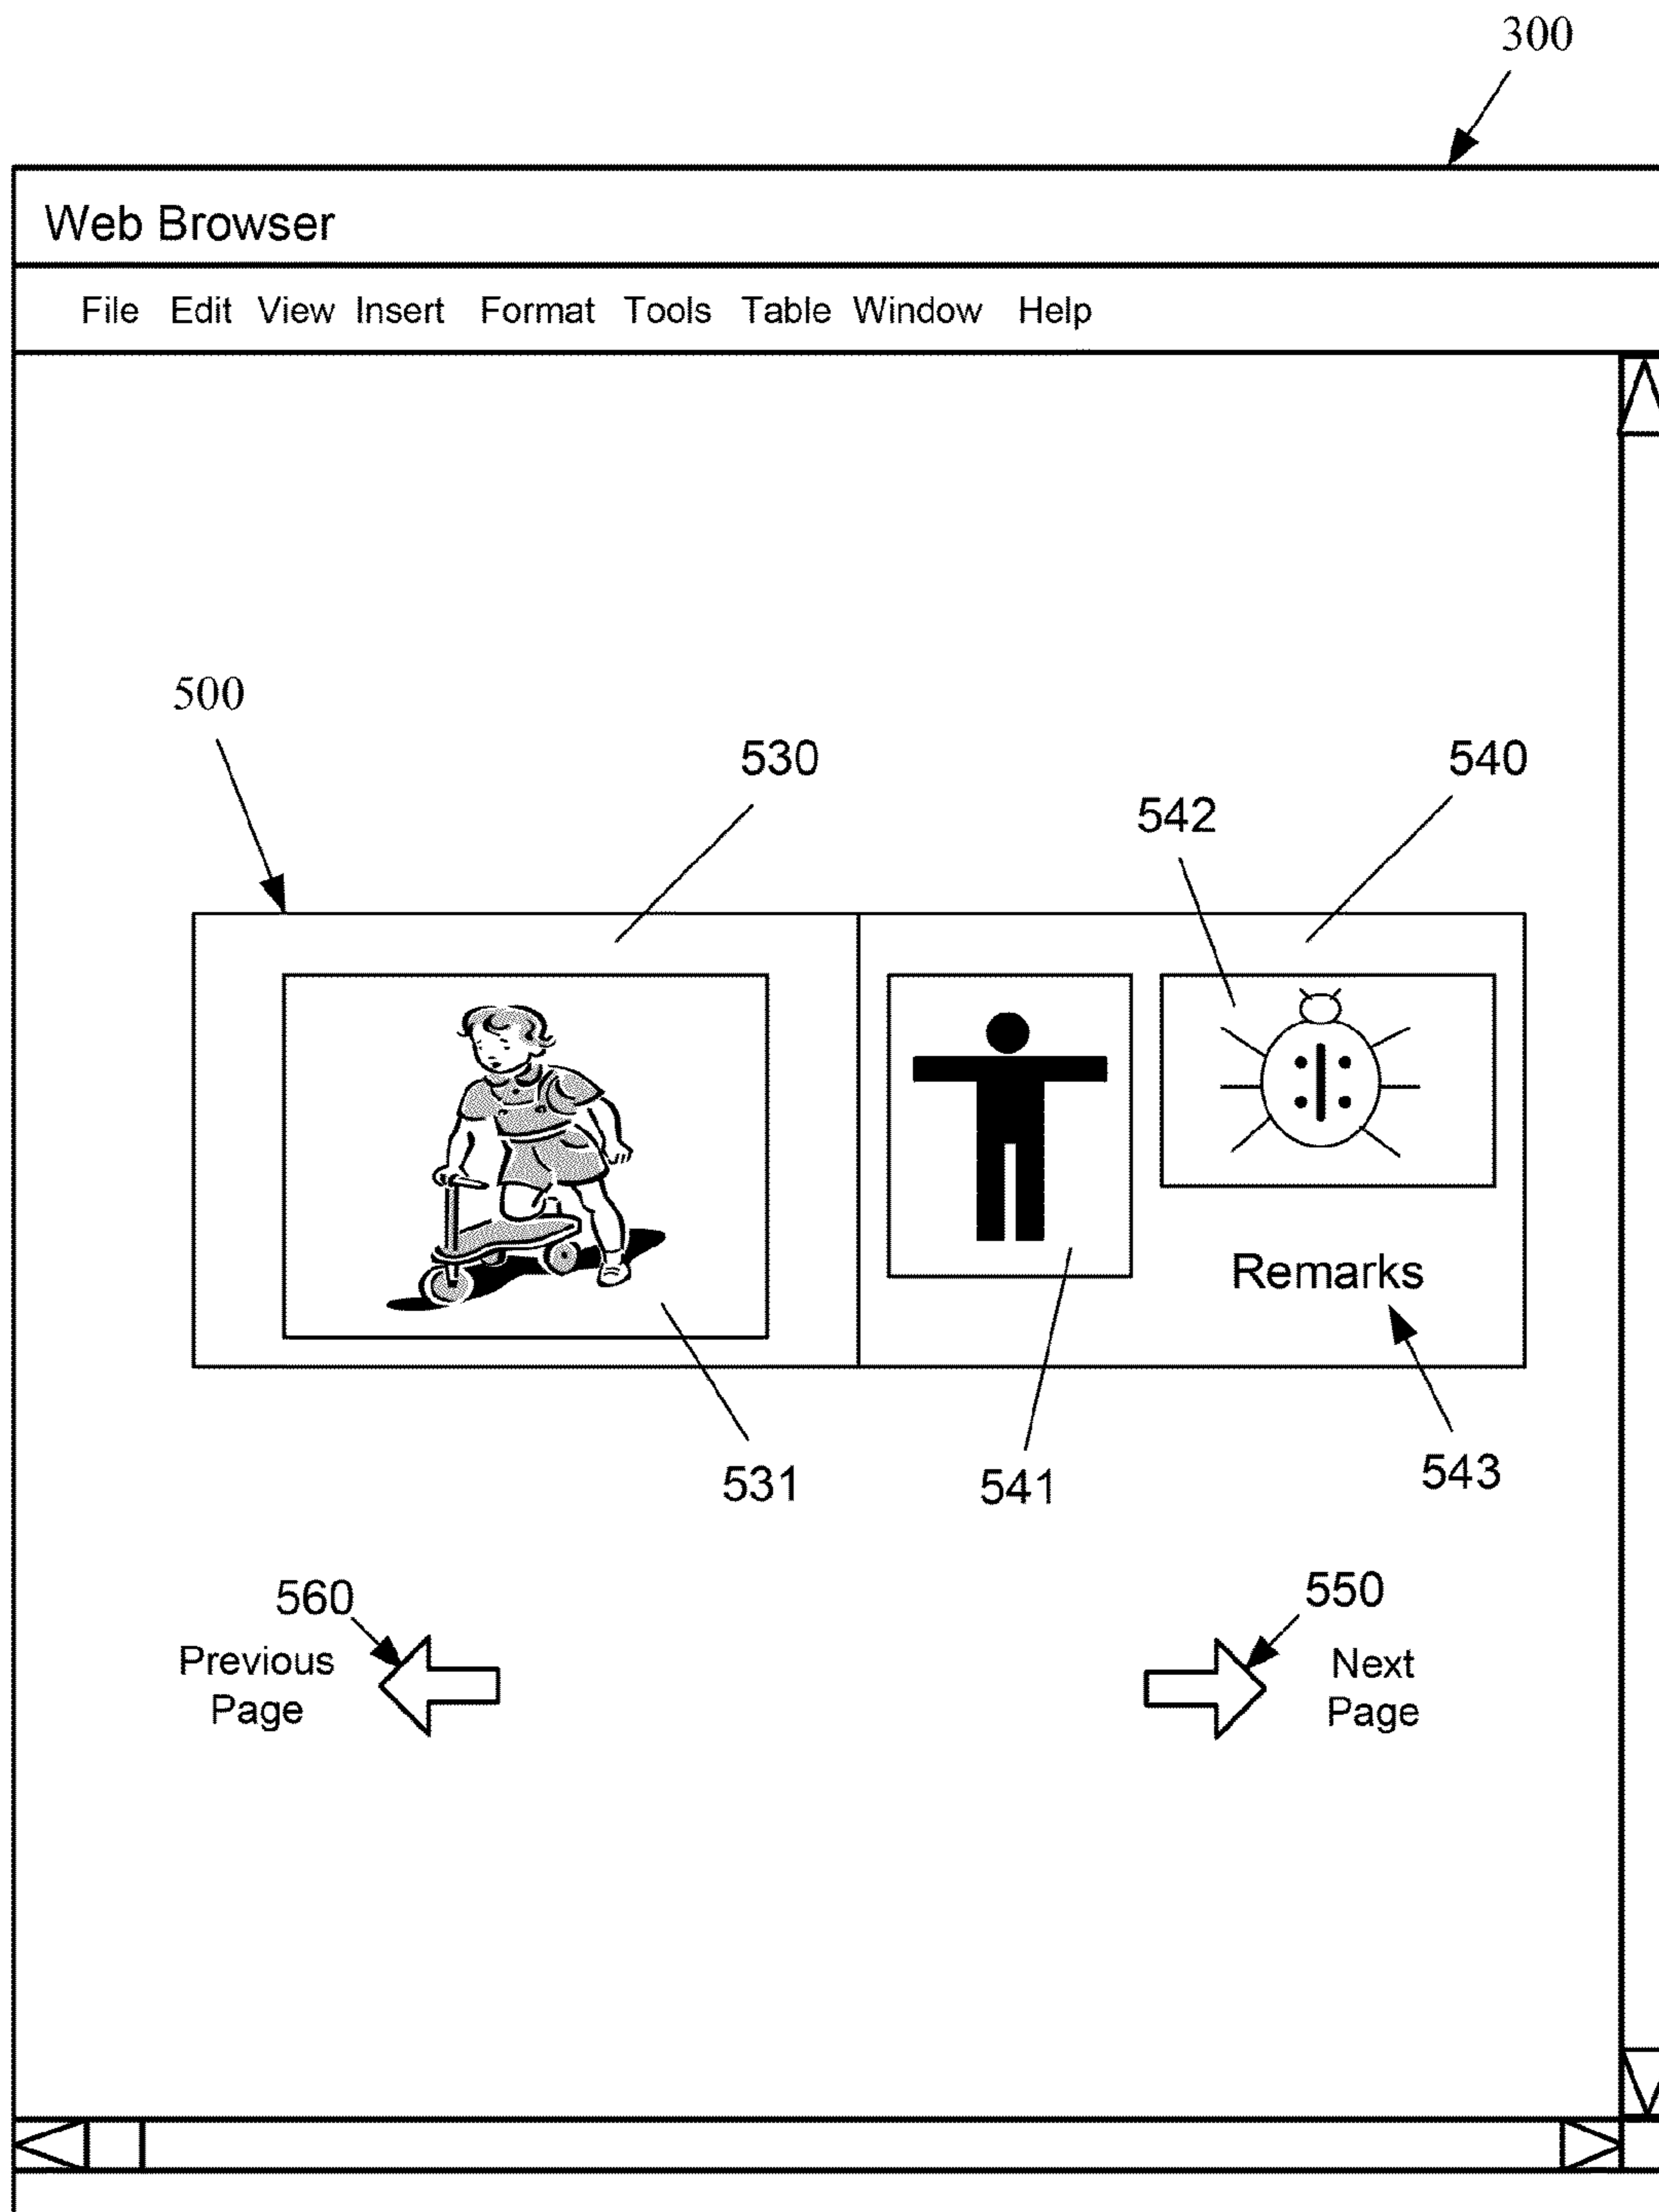 300
Web Browser
File Edit View Insert Format Tools Table Window Help
500
530
540
542
Remarks
531
541
543
560
550
Previous
Page
Next
Page